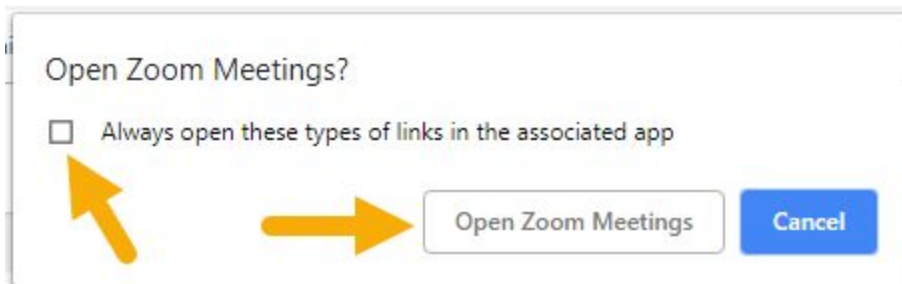 Open Zoom Meetings?
Always open these types of links in the associated app
Open Zoom Meetings
Cancel